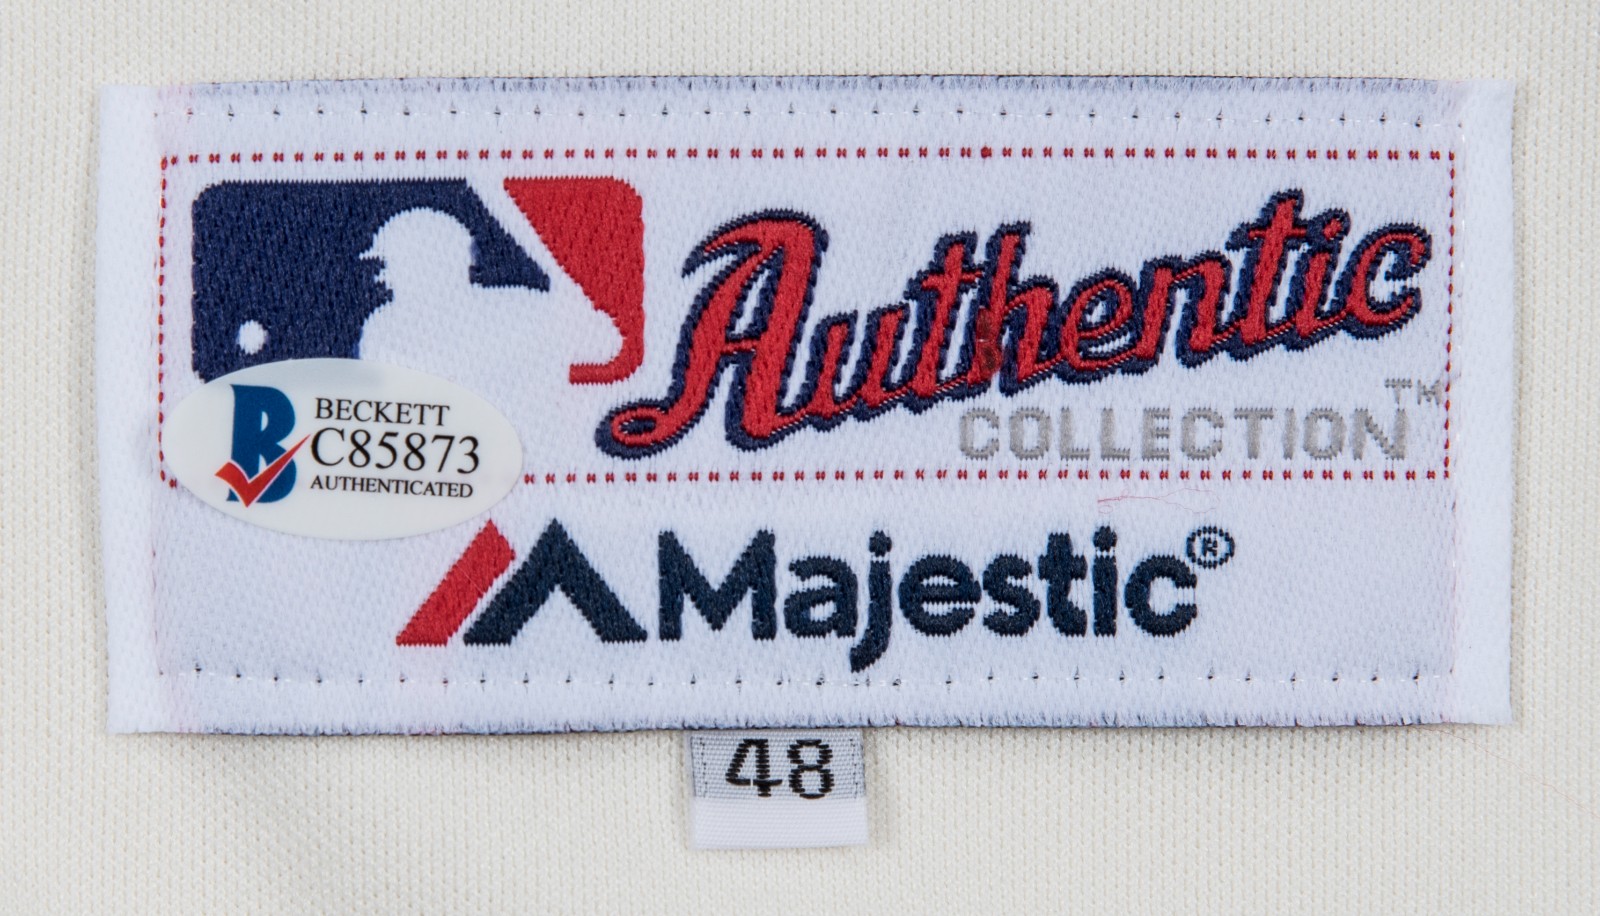 Authentic
COLLECTION™
BECKETT
C85873
AUTHENTICATED
Majestic®
48